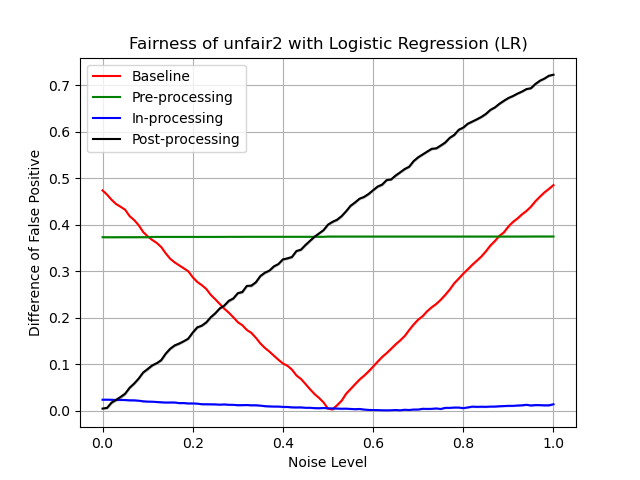 Fairness of unfair2 with Logistic Regression (LR)
Baseline
Pre-processing
In-processing
Post-processing
Difference of False Positive
0.7
0.6
0.5
0.4
0.3
0.2
0.1
0.0
0.0 0.2 0.4 0.6 0.8 1.0
Noise Level